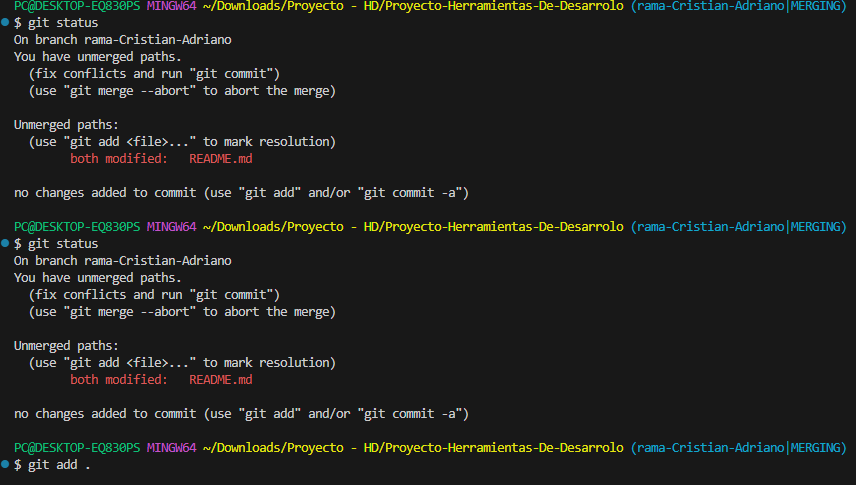 PC@DESKTOP-EQ830PS MINGW64 ~/Downloads/Proyecto - HD/Proyecto-Herramientas-De-Desarrolo (rama-Cristian-Adriano|MERGING)
$ git status
On branch rama-Cristian-Adriano
You have unmerged paths.
  (fix conflicts and run "git commit")
  (use "git merge --abort" to abort the merge)

Unmerged paths:
  (use "git add <file>..." to mark resolution)
        both modified:   README.md

no changes added to commit (use "git add" and/or "git commit -a")

PC@DESKTOP-EQ830PS MINGW64 ~/Downloads/Proyecto - HD/Proyecto-Herramientas-De-Desarrolo (rama-Cristian-Adriano|MERGING)
$ git status
On branch rama-Cristian-Adriano
You have unmerged paths.
  (fix conflicts and run "git commit")
  (use "git merge --abort" to abort the merge)

Unmerged paths:
  (use "git add <file>..." to mark resolution)
        both modified:   README.md

no changes added to commit (use "git add" and/or "git commit -a")

PC@DESKTOP-EQ830PS MINGW64 ~/Downloads/Proyecto - HD/Proyecto-Herramientas-De-Desarrolo (rama-Cristian-Adriano|MERGING)
$ git add .